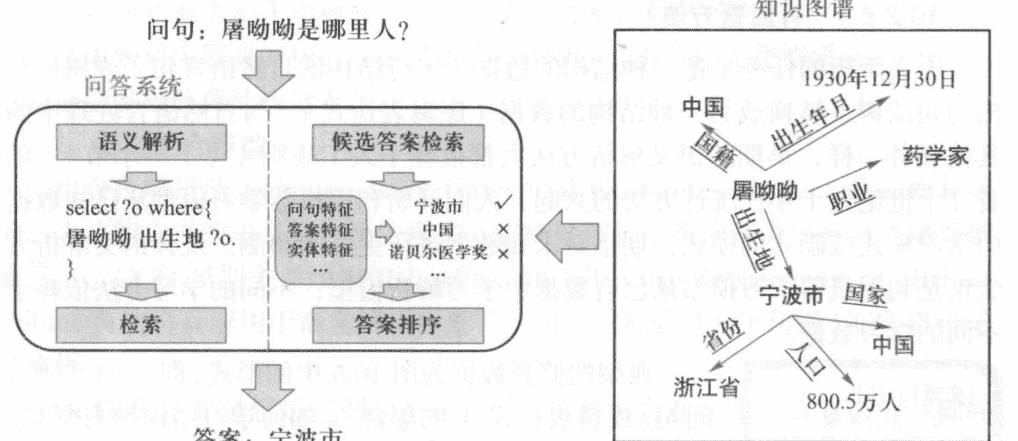 问句：屠呦呦是哪里人?
问答系统
语义解析
select ?o where{
屠呦呦 出生地 ?o.
}
检索
候选答案检索
问句特征
答案特征
实体特征
…
宁波市 ✓
中国 ×
诺贝尔医学奖 ×
…
答案排序
答案：宁波市
知识图谱
1930年12月30日
中国
国籍
出生年月
药学家
屠呦呦
职业
出生地
宁波市
国家
省份
人口
中国
浙江省
800.5万人